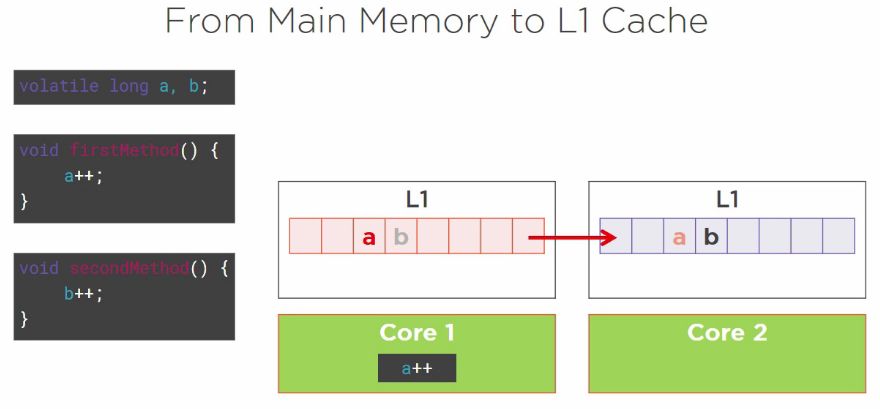 From Main Memory to L1 Cache
volatile long a, b;
void firstMethod() {
a++;
}
void secondMethod() {
b++;
}
L1
a b
Core 1
a++
L1
a b
Core 2